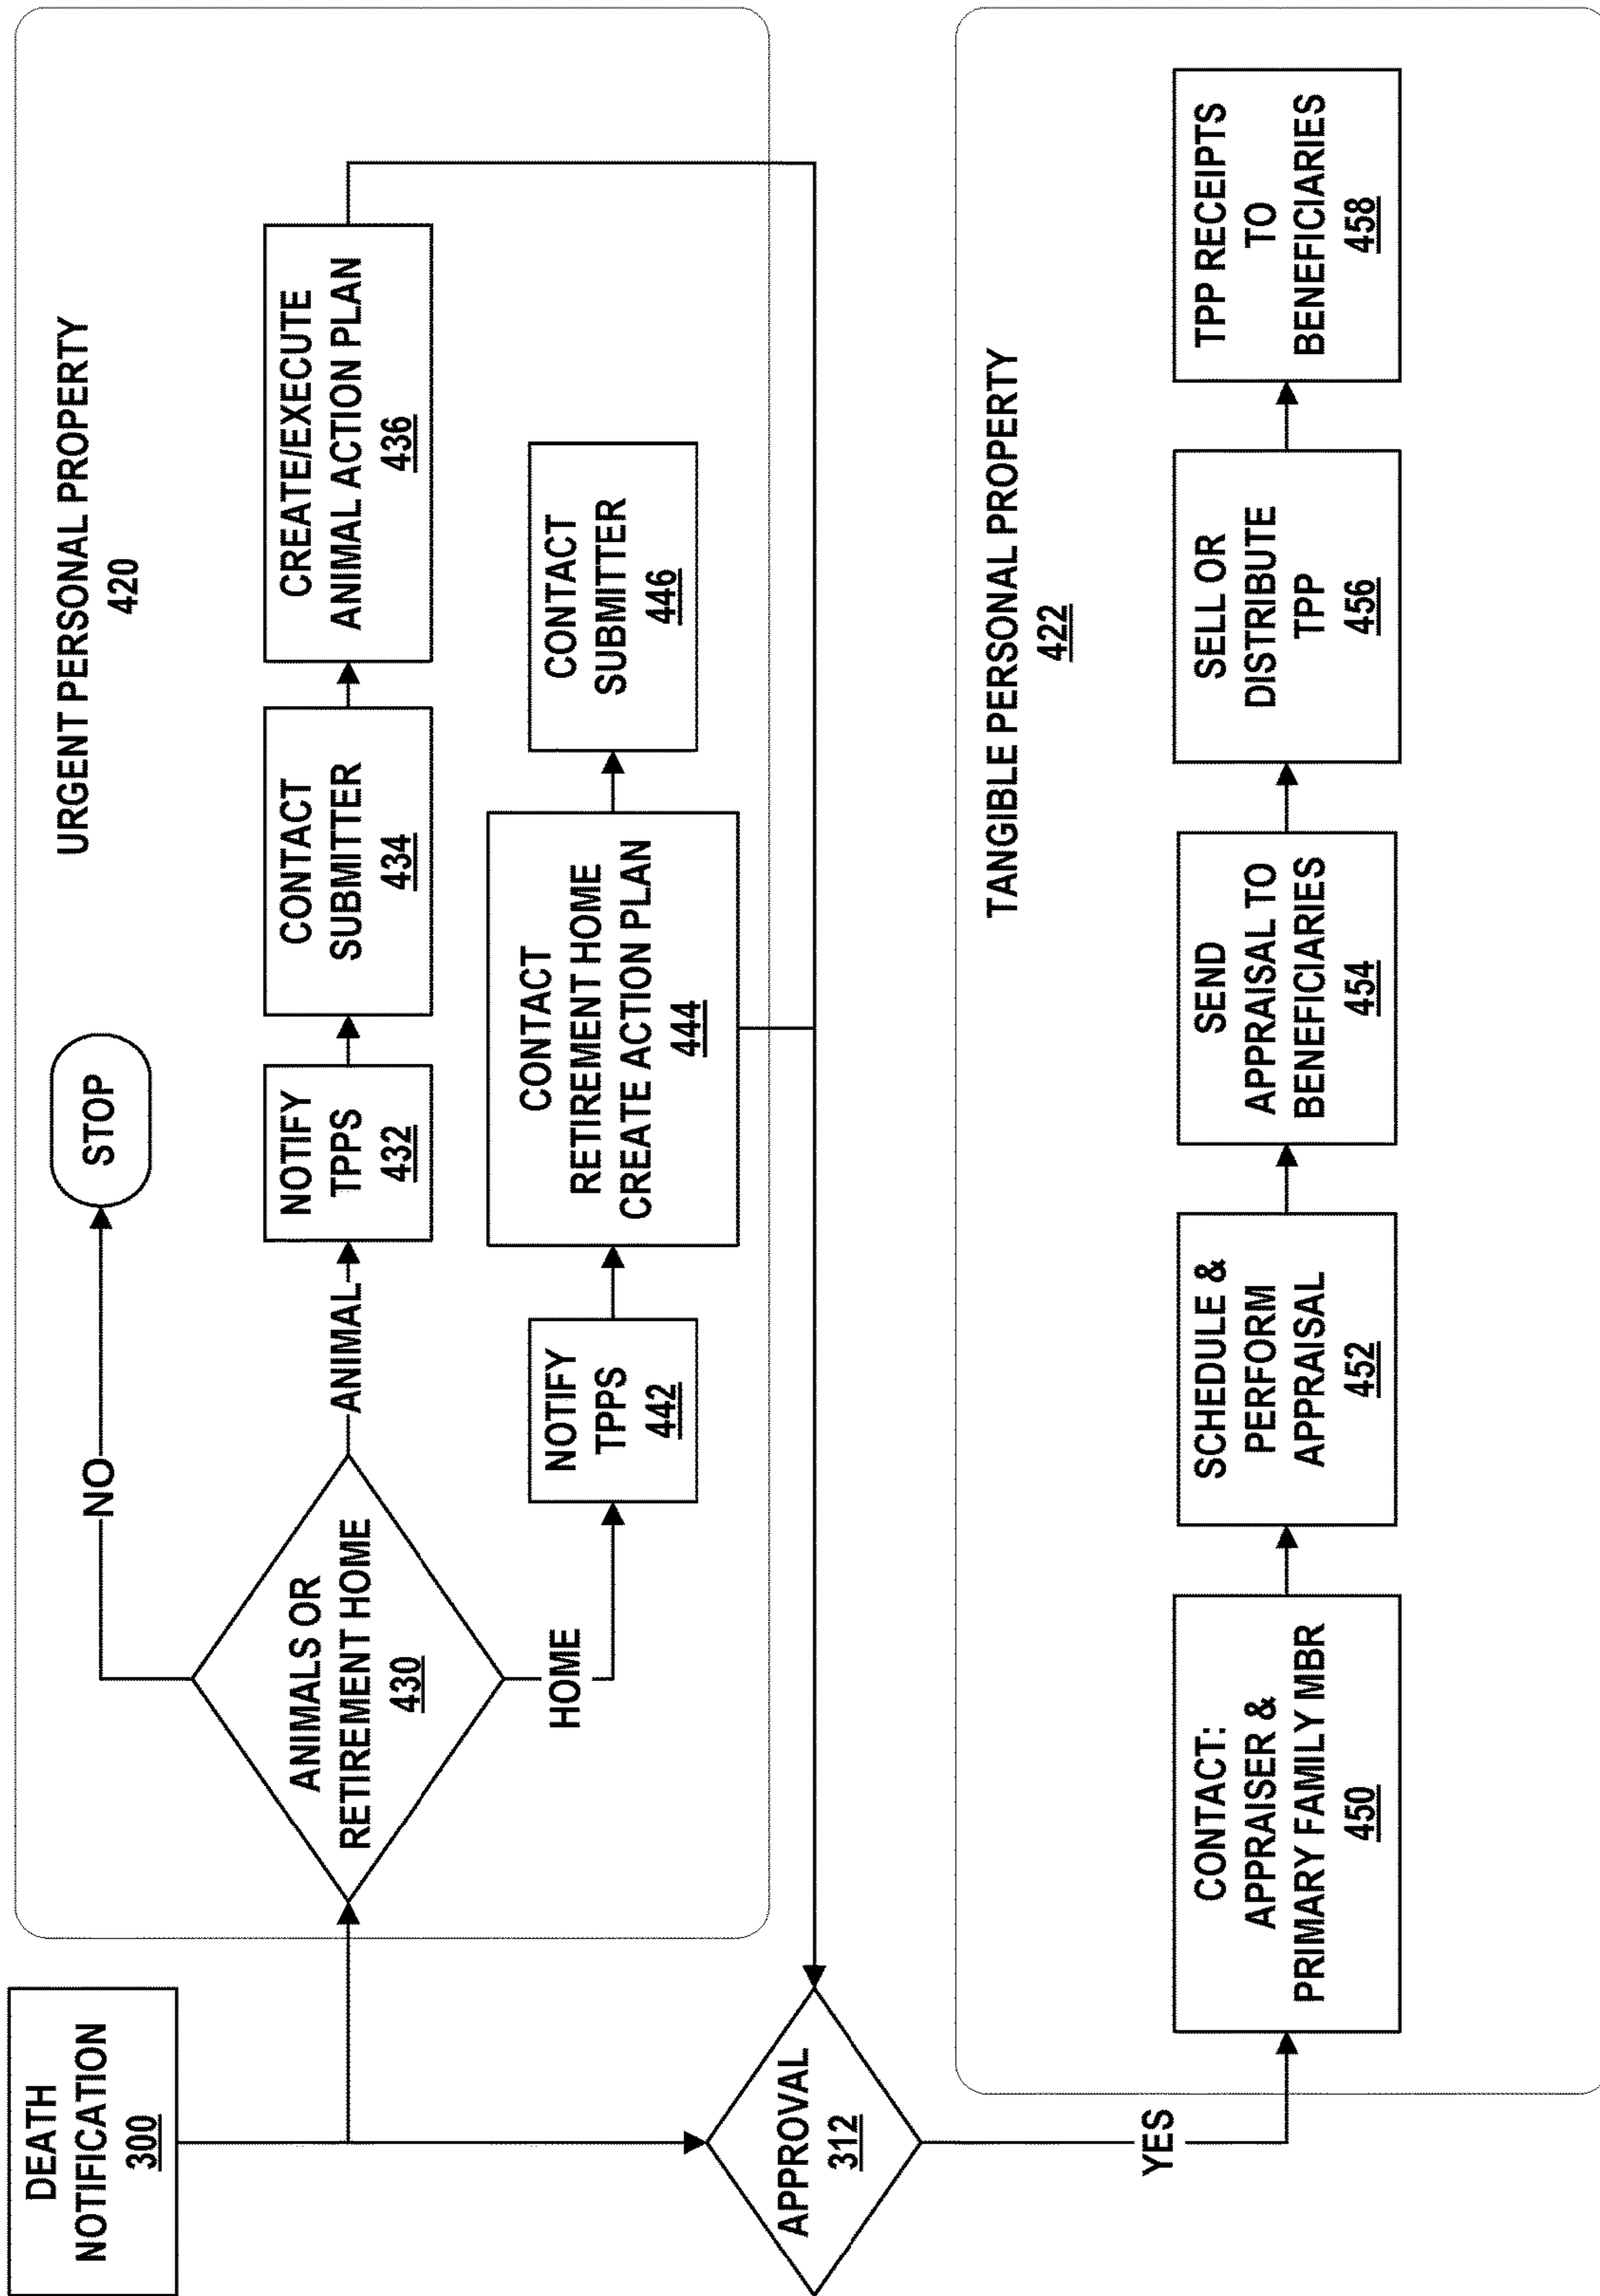 DEATH
NOTIFICATION
300
URGENT PERSONAL PROPERTY
420
NO
STOP
ANIMALS OR
RETIREMENT HOME
430
ANIMAL
NOTIFY
TPPS
432
CONTACT
SUBMITTER
434
CREATE/EXECUTE
ANIMAL ACTION PLAN
436
HOME
NOTIFY
TPPS
442
CONTACT
RETIREMENT HOME
CREATE ACTION PLAN
444
CONTACT
SUBMITTER
446
APPROVAL
312
YES
TANGIBLE PERSONAL PROPERTY
422
CONTACT:
APPRAISER &
PRIMARY FAMILY MBR
450
SCHEDULE &
PERFORM
APPRAISAL
452
SEND
APPRAISAL TO
BENEFICIARIES
454
SELL OR
DISTRIBUTE
TPP
456
TPP RECEIPTS
TO
BENEFICIARIES
458